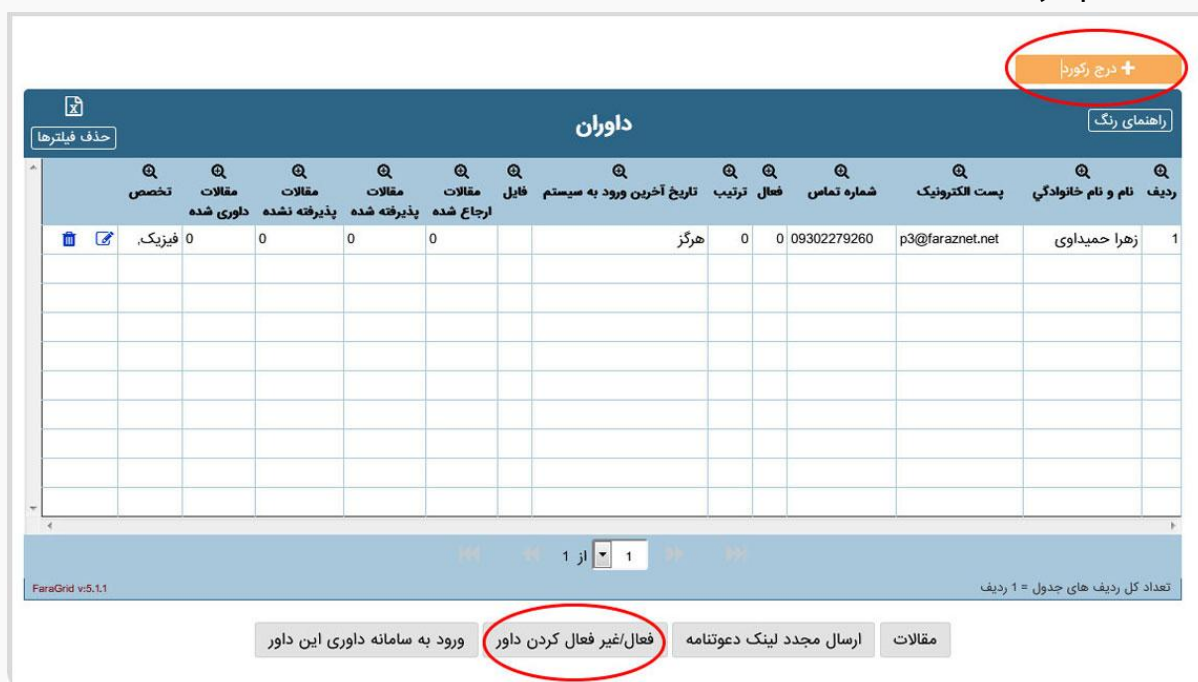 + درج رکورد
راهنمای رنگ
داوران
حذف فیلترها
ردیف نام و نام خانوادگي پست الکترونیک شماره تماس فعال ترتیب تاریخ آخرین ورود به سیستم فایل مقالات ارجاع شده مقالات پذیرفته شده مقالات پذیرفته نشده مقالات داوری شده تخصص
1 زهرا حمیداوی p3@faraznet.net 09302279260 0 0 هرگز 0 0 0 0 فیزیک,
1 از 1
تعداد کل ردیف های جدول = 1 ردیف
FaraGrid v:5.1.1
مقالات ارسال مجدد لینک دعوتنامه فعال/غیر فعال کردن داور ورود به سامانه داوری این داور